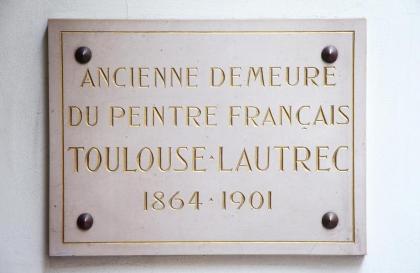 ANCIENNE DEMEURE
DU PEINTRE FRANÇAIS
TOULOUSE·LAUTREC
1864·1901